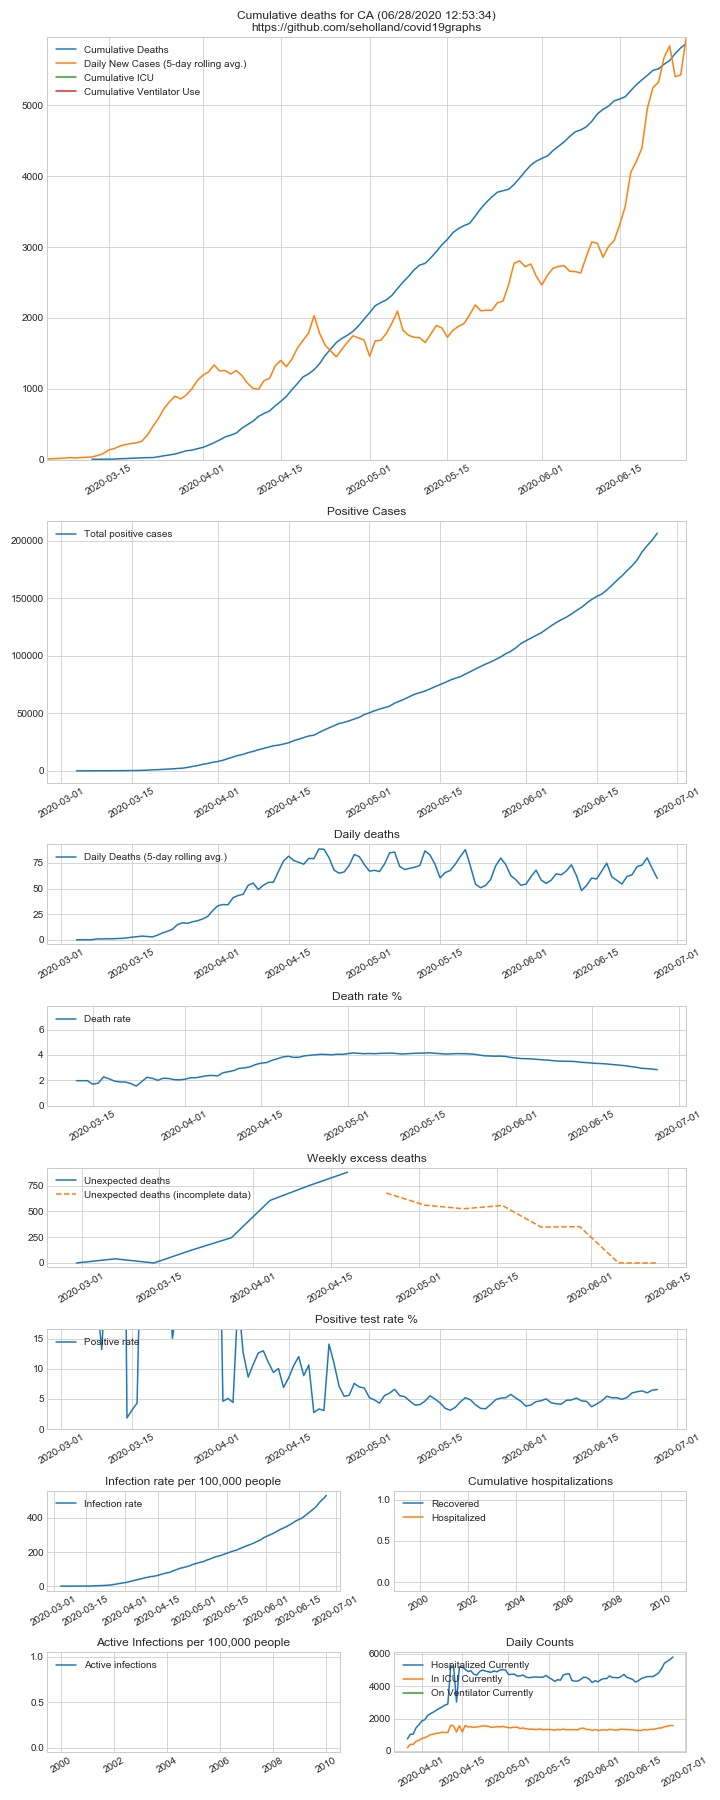 Cumulative deaths for CA (06/28/2020 12:53:34)
https://github.com/seholland/covid19graphs
Cumulative Deaths
Daily New Cases (5-day rolling avg.)
Cumulative ICU
Cumulative Ventilator Use
5000
4000
3000
2000
1000
0
2020-03-15 2020-04-01 2020-04-15 2020-05-01 2020-05-15 2020-06-01 2020-06-15
Positive Cases
Total positive cases
200000
150000
100000
50000
0
2020-03-01 2020-03-15 2020-04-01 2020-04-15 2020-05-01 2020-05-15 2020-06-01 2020-06-15 2020-07-01
Daily deaths
Daily Deaths (5-day rolling avg.)
75
50
25
0
2020-03-01 2020-03-15 2020-04-01 2020-04-15 2020-05-01 2020-05-15 2020-06-01 2020-06-15 2020-07-01
Death rate %
Death rate
6
4
2
0
2020-03-15 2020-04-01 2020-04-15 2020-05-01 2020-05-15 2020-06-01 2020-06-15 2020-07-01
Weekly excess deaths
Unexpected deaths
Unexpected deaths (incomplete data)
750
500
250
0
2020-03-01 2020-03-15 2020-04-01 2020-04-15 2020-05-01 2020-05-15 2020-06-01 2020-06-15
Positive test rate %
Positive rate
15
10
5
0
2020-03-01 2020-03-15 2020-04-01 2020-04-15 2020-05-01 2020-05-15 2020-06-01 2020-06-15 2020-07-01
Infection rate per 100,000 people
Infection rate
400
200
0
2020-03-01 2020-03-15 2020-04-01 2020-04-15 2020-05-01 2020-05-15 2020-06-01 2020-06-15 2020-07-01
Cumulative hospitalizations
Recovered
Hospitalized
1.0
0.5
0.0
2000 2002 2004 2006 2008 2010
Active Infections per 100,000 people
Active infections
1.0
0.5
0.0
2000 2002 2004 2006 2008 2010
Daily Counts
Hospitalized Currently
In ICU Currently
On Ventilator Currently
6000
4000
2000
0
2020-04-01 2020-04-15 2020-05-01 2020-05-15 2020-06-01 2020-06-15 2020-07-01